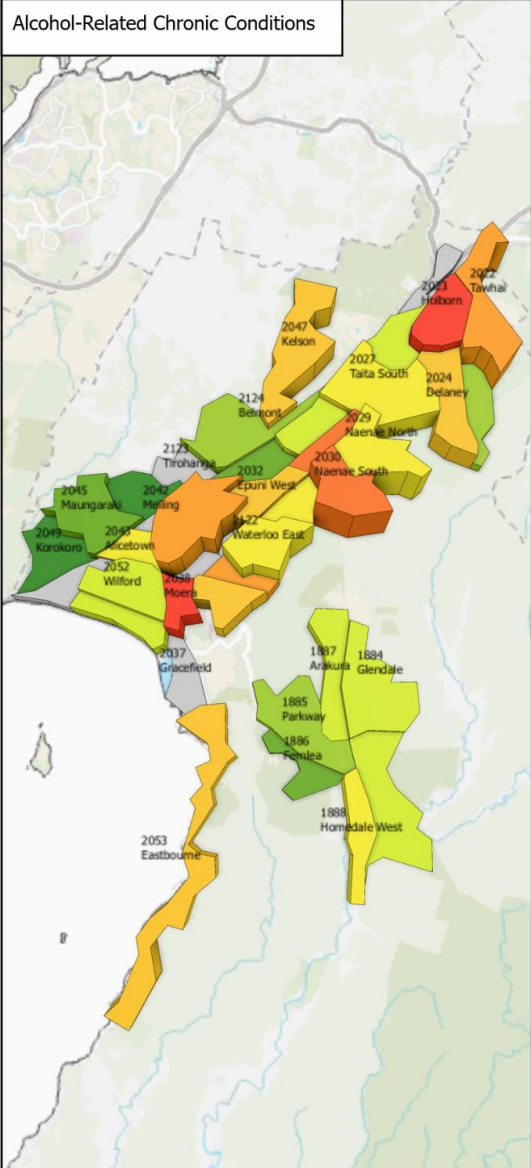 Alcohol-Related Chronic Conditions
2022
Tawhai
2023
Holborn
2047
Kelson
2027
Taita South
2024
Delaney
2124
Belmont
2029
Naenae North
2123
Tirohanga
2030
Naenae South
2032
Epuni West
2045
Maungaraki
2042
Melling
2049
Korokoro
2043
Alicetown
2122
Waterloo East
2052
Wilford
2038
Moera
2037
Gracefield
1887
Arakura
1884
Glendale
1885
Parkway
1886
Fernlea
1888
Homedale West
2053
Eastbourne